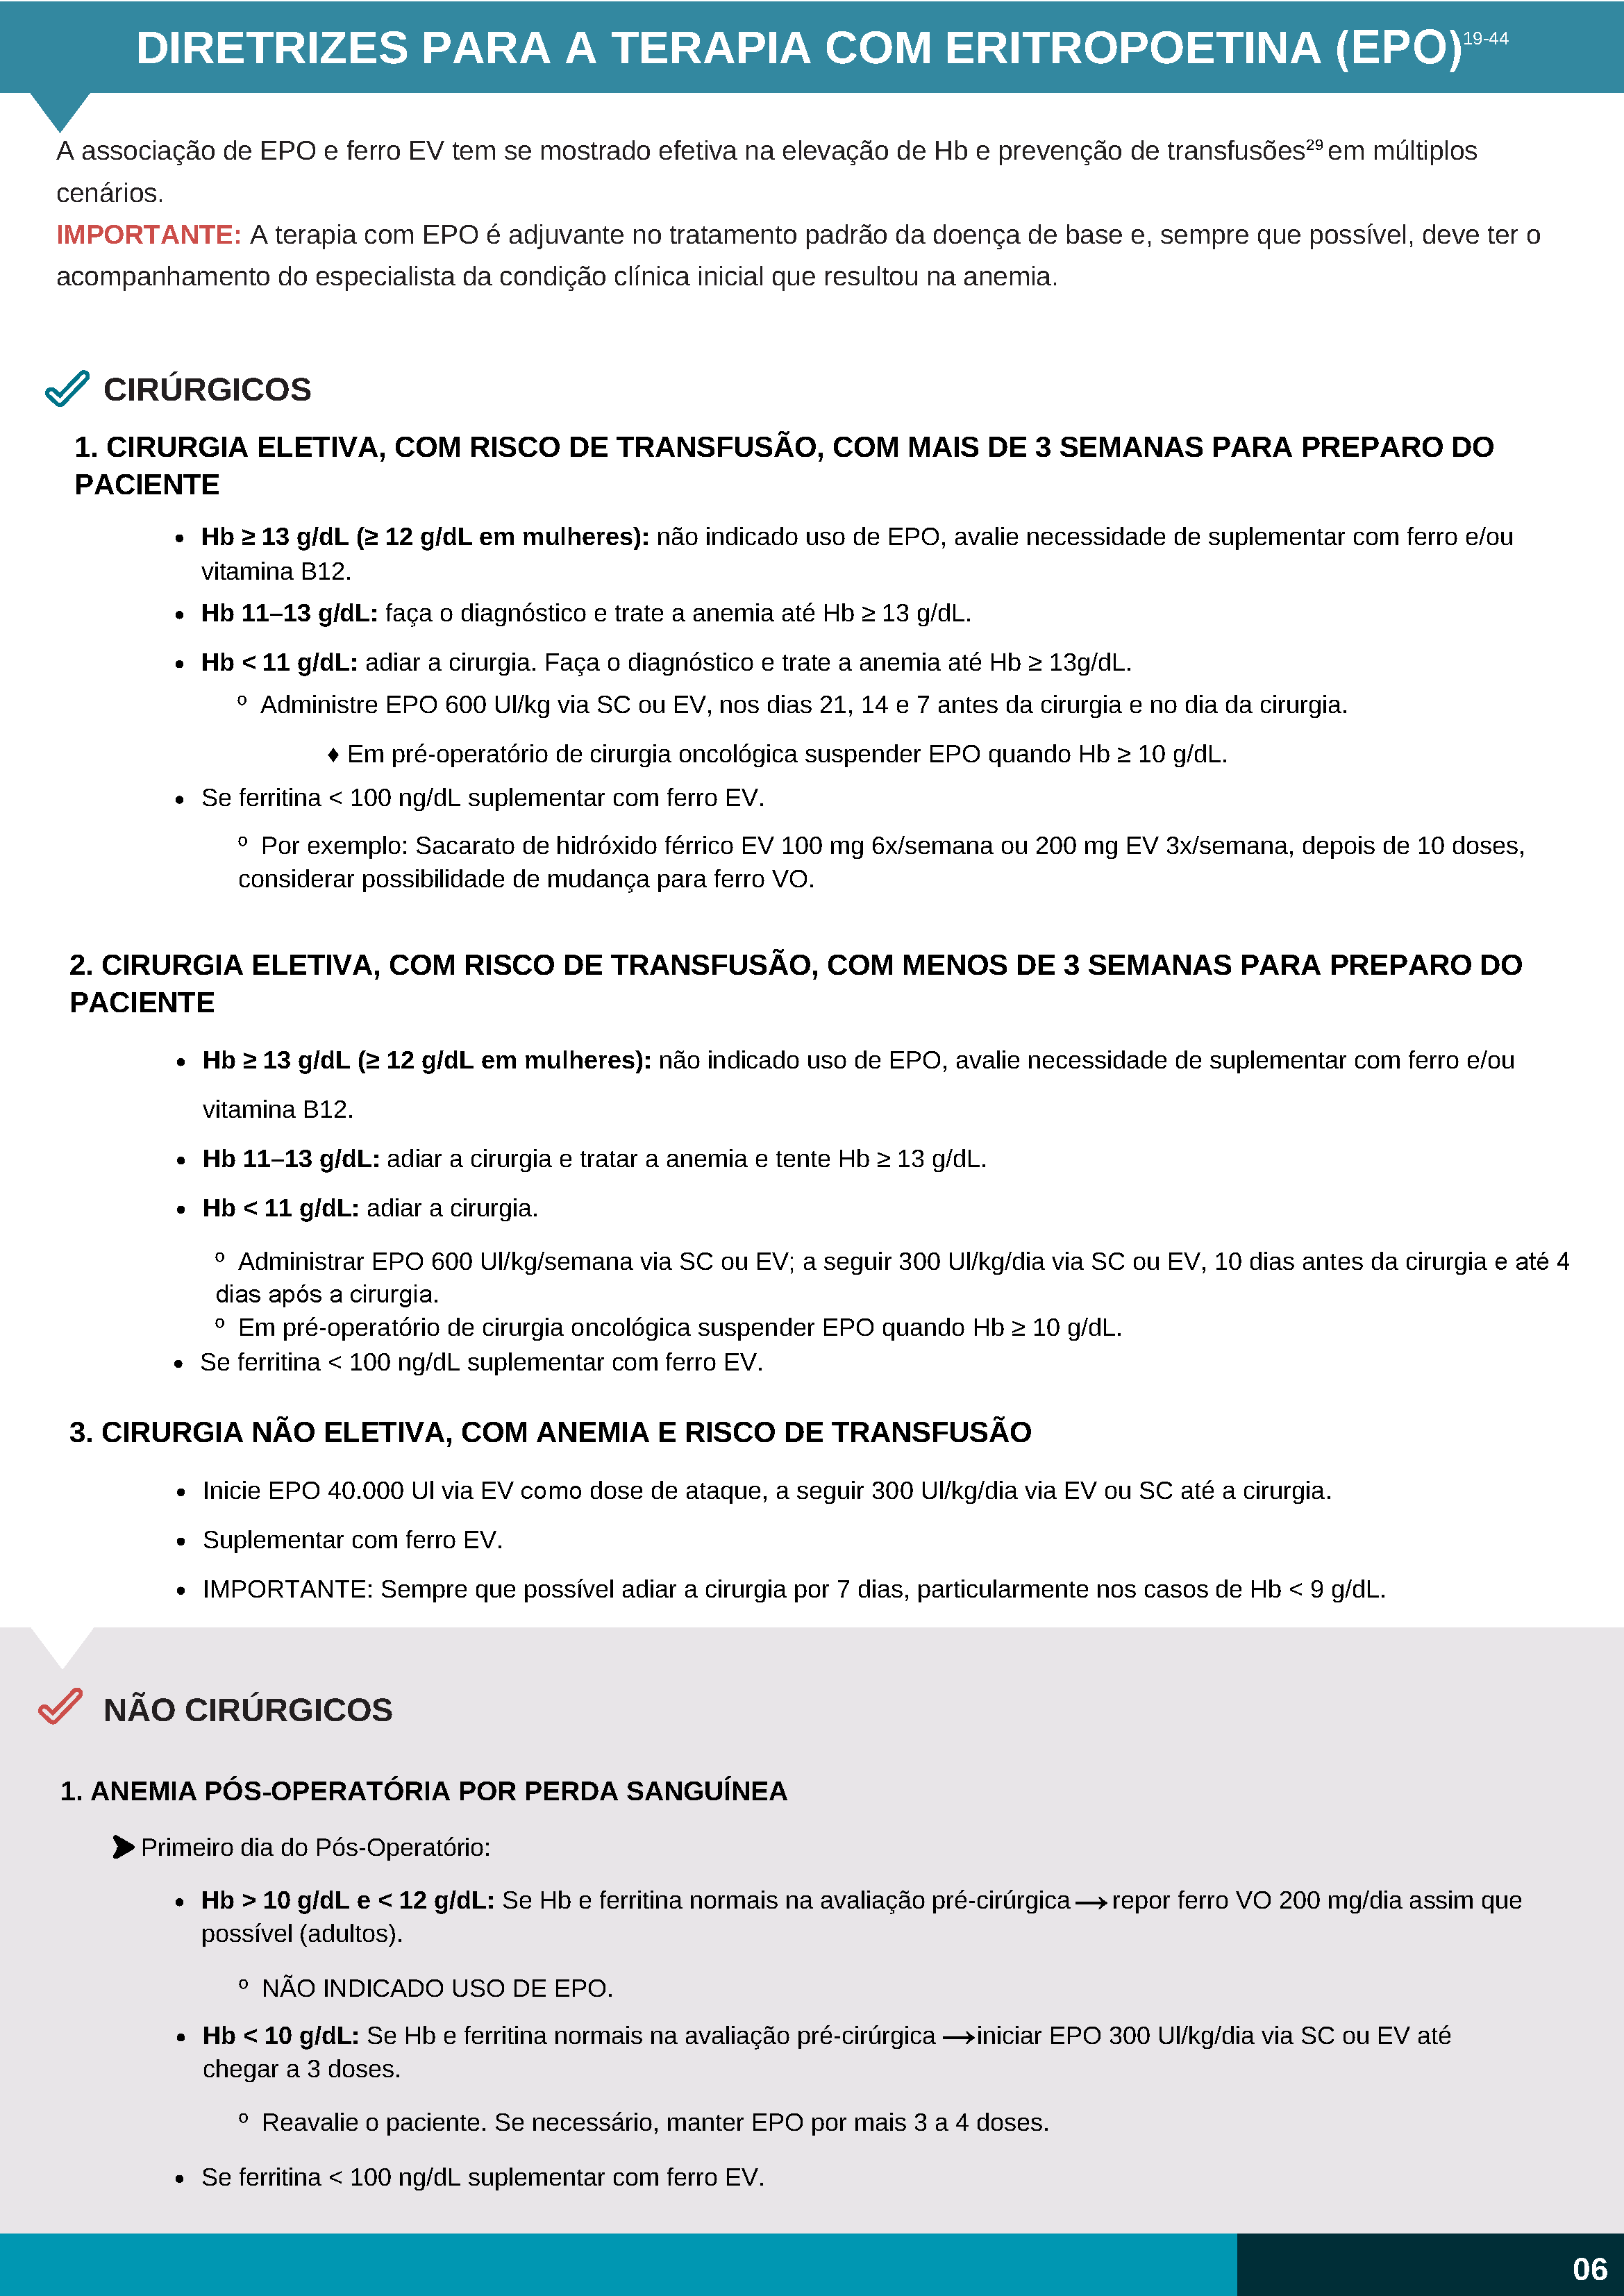 DIRETRIZES PARA A TERAPIA COM ERITROPOETINA (EPO)19-44
A associação de EPO e ferro EV tem se mostrado efetiva na elevação de Hb e prevenção de transfusões29 em múltiplos
cenários.
IMPORTANTE: A terapia com EPO é adjuvante no tratamento padrão da doença de base e, sempre que possível, deve ter o
acompanhamento do especialista da condição clínica inicial que resultou na anemia.
CIRÚRGICOS
1. CIRURGIA ELETIVA, COM RISCO DE TRANSFUSÃO, COM MAIS DE 3 SEMANAS PARA PREPARO DO
PACIENTE
• Hb ≥ 13 g/dL (≥ 12 g/dL em mulheres): não indicado uso de EPO, avalie necessidade de suplementar com ferro e/ou
vitamina B12.
• Hb 11–13 g/dL: faça o diagnóstico e trate a anemia até Hb ≥ 13 g/dL.
• Hb < 11 g/dL: adiar a cirurgia. Faça o diagnóstico e trate a anemia até Hb ≥ 13g/dL.
º Administre EPO 600 UI/kg via SC ou EV, nos dias 21, 14 e 7 antes da cirurgia e no dia da cirurgia.
♦ Em pré-operatório de cirurgia oncológica suspender EPO quando Hb ≥ 10 g/dL.
• Se ferritina < 100 ng/dL suplementar com ferro EV.
º Por exemplo: Sacarato de hidróxido férrico EV 100 mg 6x/semana ou 200 mg EV 3x/semana, depois de 10 doses,
considerar possibilidade de mudança para ferro VO.
2. CIRURGIA ELETIVA, COM RISCO DE TRANSFUSÃO, COM MENOS DE 3 SEMANAS PARA PREPARO DO
PACIENTE
• Hb ≥ 13 g/dL (≥ 12 g/dL em mulheres): não indicado uso de EPO, avalie necessidade de suplementar com ferro e/ou
vitamina B12.
• Hb 11–13 g/dL: adiar a cirurgia e tratar a anemia e tente Hb ≥ 13 g/dL.
• Hb < 11 g/dL: adiar a cirurgia.
º Administrar EPO 600 UI/kg/semana via SC ou EV; a seguir 300 UI/kg/dia via SC ou EV, 10 dias antes da cirurgia e até 4
dias após a cirurgia.
º Em pré-operatório de cirurgia oncológica suspender EPO quando Hb ≥ 10 g/dL.
• Se ferritina < 100 ng/dL suplementar com ferro EV.
3. CIRURGIA NÃO ELETIVA, COM ANEMIA E RISCO DE TRANSFUSÃO
• Inicie EPO 40.000 UI via EV como dose de ataque, a seguir 300 UI/kg/dia via EV ou SC até a cirurgia.
• Suplementar com ferro EV.
• IMPORTANTE: Sempre que possível adiar a cirurgia por 7 dias, particularmente nos casos de Hb < 9 g/dL.
NÃO CIRÚRGICOS
1. ANEMIA PÓS-OPERATÓRIA POR PERDA SANGUÍNEA
➤ Primeiro dia do Pós-Operatório:
• Hb > 10 g/dL e < 12 g/dL: Se Hb e ferritina normais na avaliação pré-cirúrgica → repor ferro VO 200 mg/dia assim que
possível (adultos).
º NÃO INDICADO USO DE EPO.
• Hb < 10 g/dL: Se Hb e ferritina normais na avaliação pré-cirúrgica → iniciar EPO 300 UI/kg/dia via SC ou EV até
chegar a 3 doses.
º Reavalie o paciente. Se necessário, manter EPO por mais 3 a 4 doses.
• Se ferritina < 100 ng/dL suplementar com ferro EV.
06